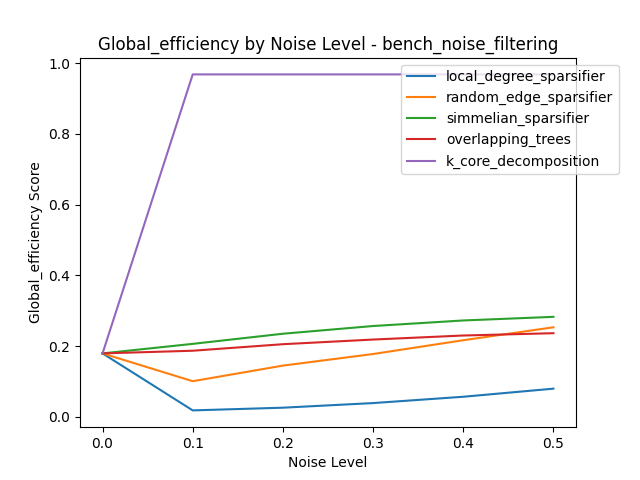 Global_efficiency by Noise Level - bench_noise_filtering
Global_efficiency Score
1.0
0.8
0.6
0.4
0.2
0.0
local_degree_sparsifier
random_edge_sparsifier
simmelian_sparsifier
overlapping_trees
k_core_decomposition
0.0 0.1 0.2 0.3 0.4 0.5
Noise Level